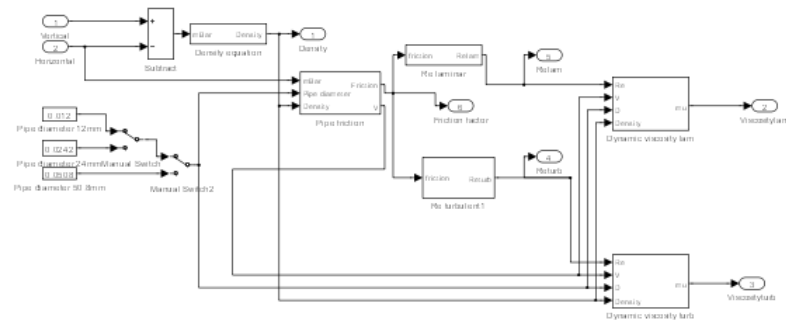 1
Vertical
2
Horizontal
Subtract
mBar Density
Density equation
1
Density
0.012
Pipe diameter 12mm
0.0242
Pipe diameter 24mm
Manual Switch
0.0508
Pipe diameter 50.8mm
Manual Switch2
mBar
Pipe diameter
Density
Friction
V
Pipe friction
friction Relam
Re laminar
5
Relam
6
Friction factor
4
Returb
friction Returb
Re turbulent1
Re
V
D
Density
mu
Dynamic viscosity lam
2
Viscositylam
Re
V
D
Density
mu
Dynamic viscosity turb
3
Viscosityturb